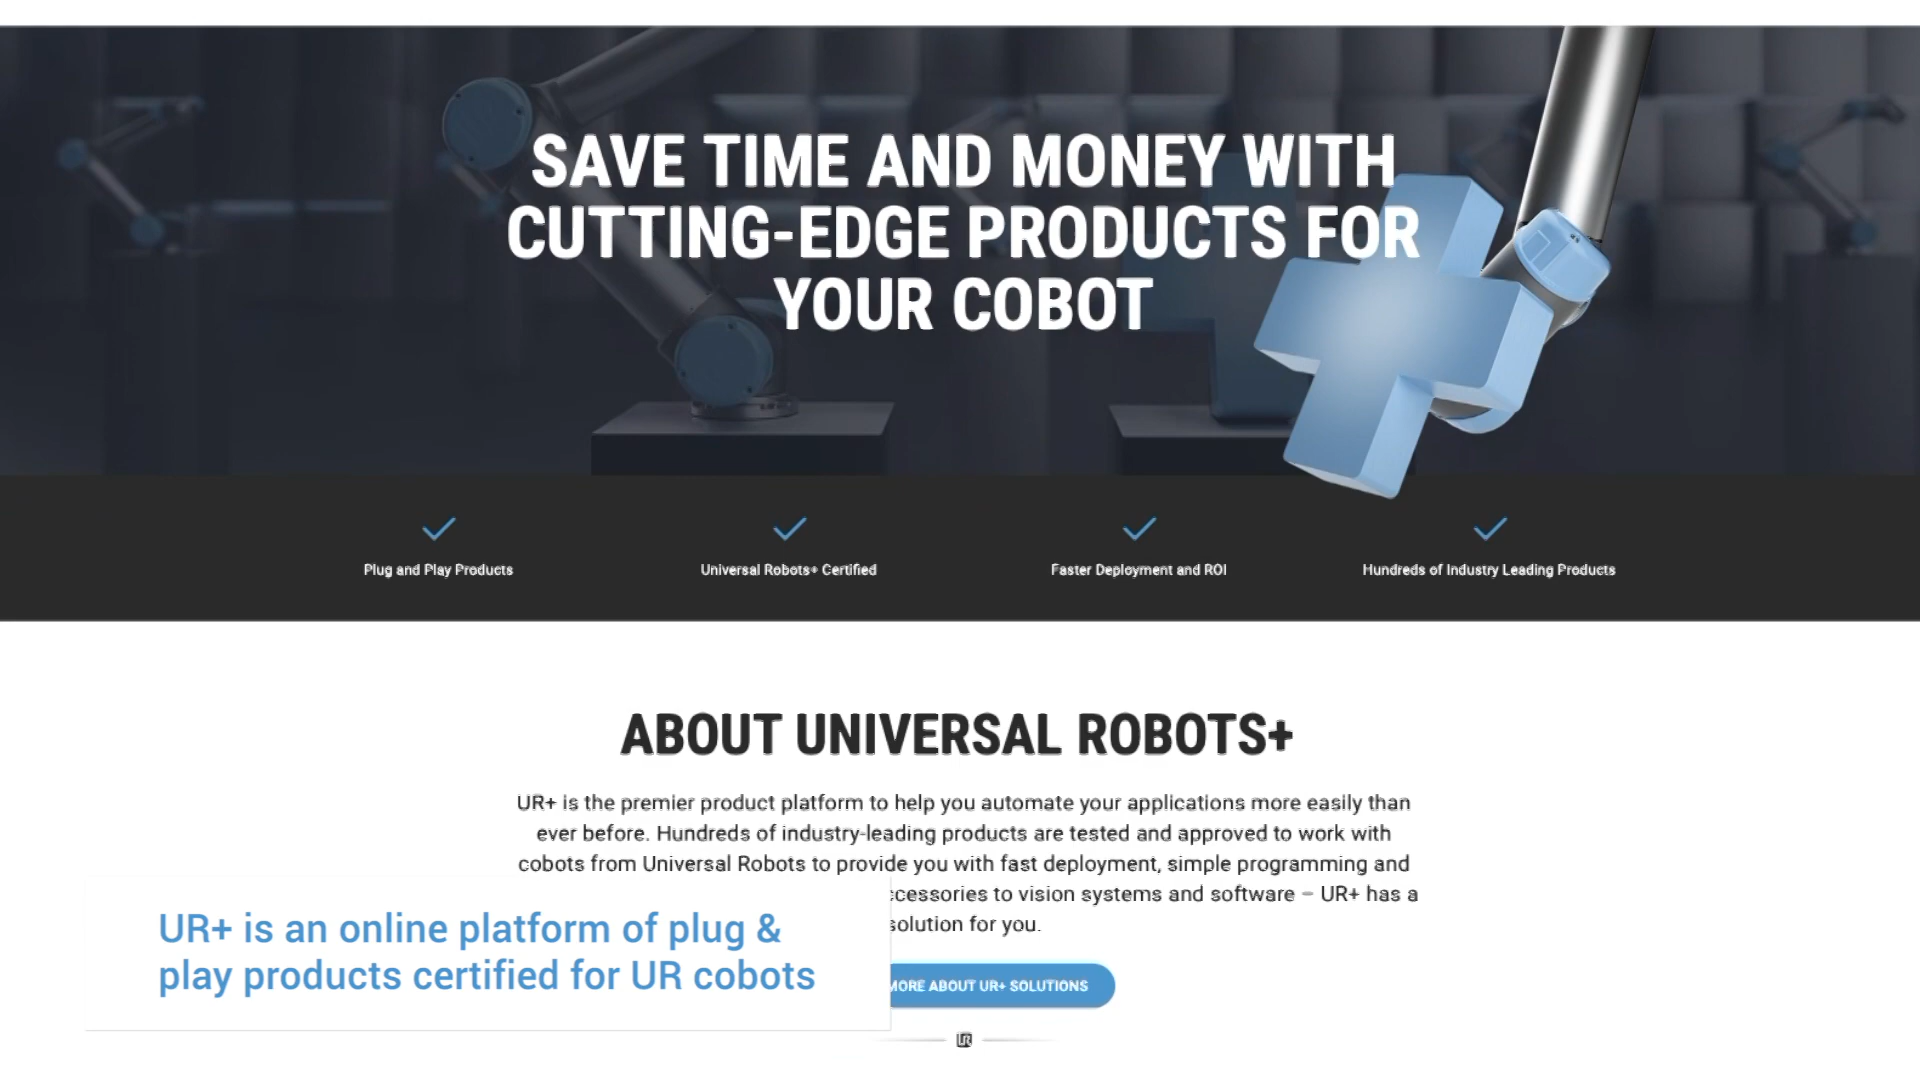 SAVE TIME AND MONEY WITH
CUTTING-EDGE PRODUCTS FOR
YOUR COBOT
Plug and Play Products
Universal Robots+ Certified
Faster Deployment and ROI
Hundreds of Industry Leading Products
ABOUT UNIVERSAL ROBOTS+
UR+ is the premier product platform to help you automate your applications more easily than
ever before. Hundreds of industry-leading products are tested and approved to work with
cobots from Universal Robots to provide you with fast deployment, simple programming and
to vision systems and software – UR+ has a
for you.
MORE ABOUT UR+ SOLUTIONS
UR+ is an online platform of plug &
play products certified for UR cobots
UR